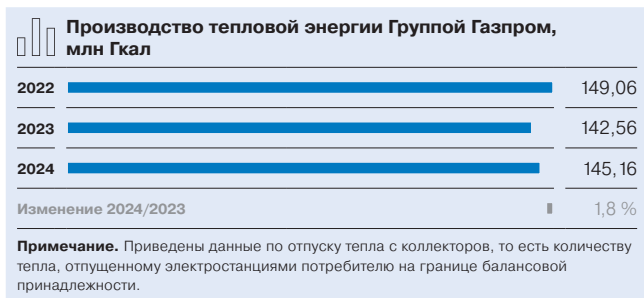 Производство тепловой энергии Группой Газпром,
млн Гкал
2022 149,06
2023 142,56
2024 145,16
Изменение 2024/2023 1,8 %
Примечание. Приведены данные по отпуску тепла с коллекторов, то есть количеству
тепла, отпущенному электростанциями потребителю на границе балансовой
принадлежности.